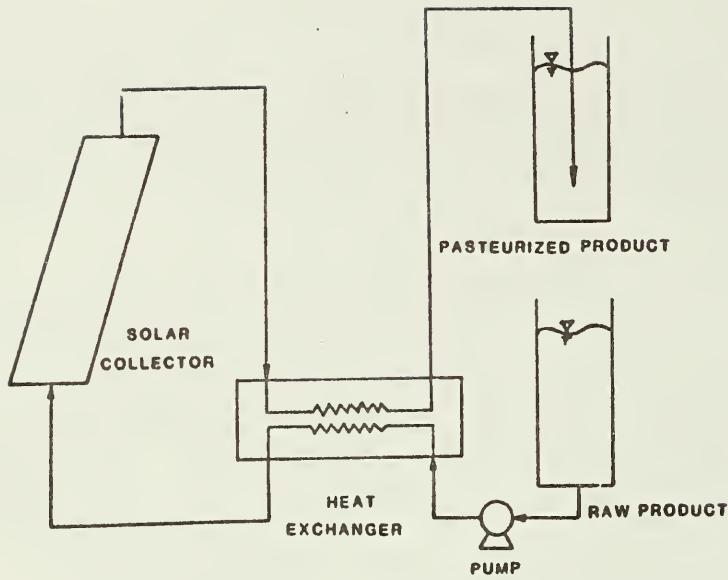 PASTEURIZED PRODUCT
SOLAR
COLLECTOR
HEAT
EXCHANGER
RAW PRODUCT
PUMP